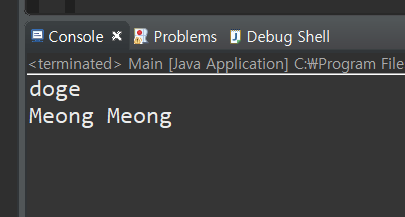 Console Problems Debug Shell
<terminated> Main [Java Application] C:₩Program File
doge
Meong Meong